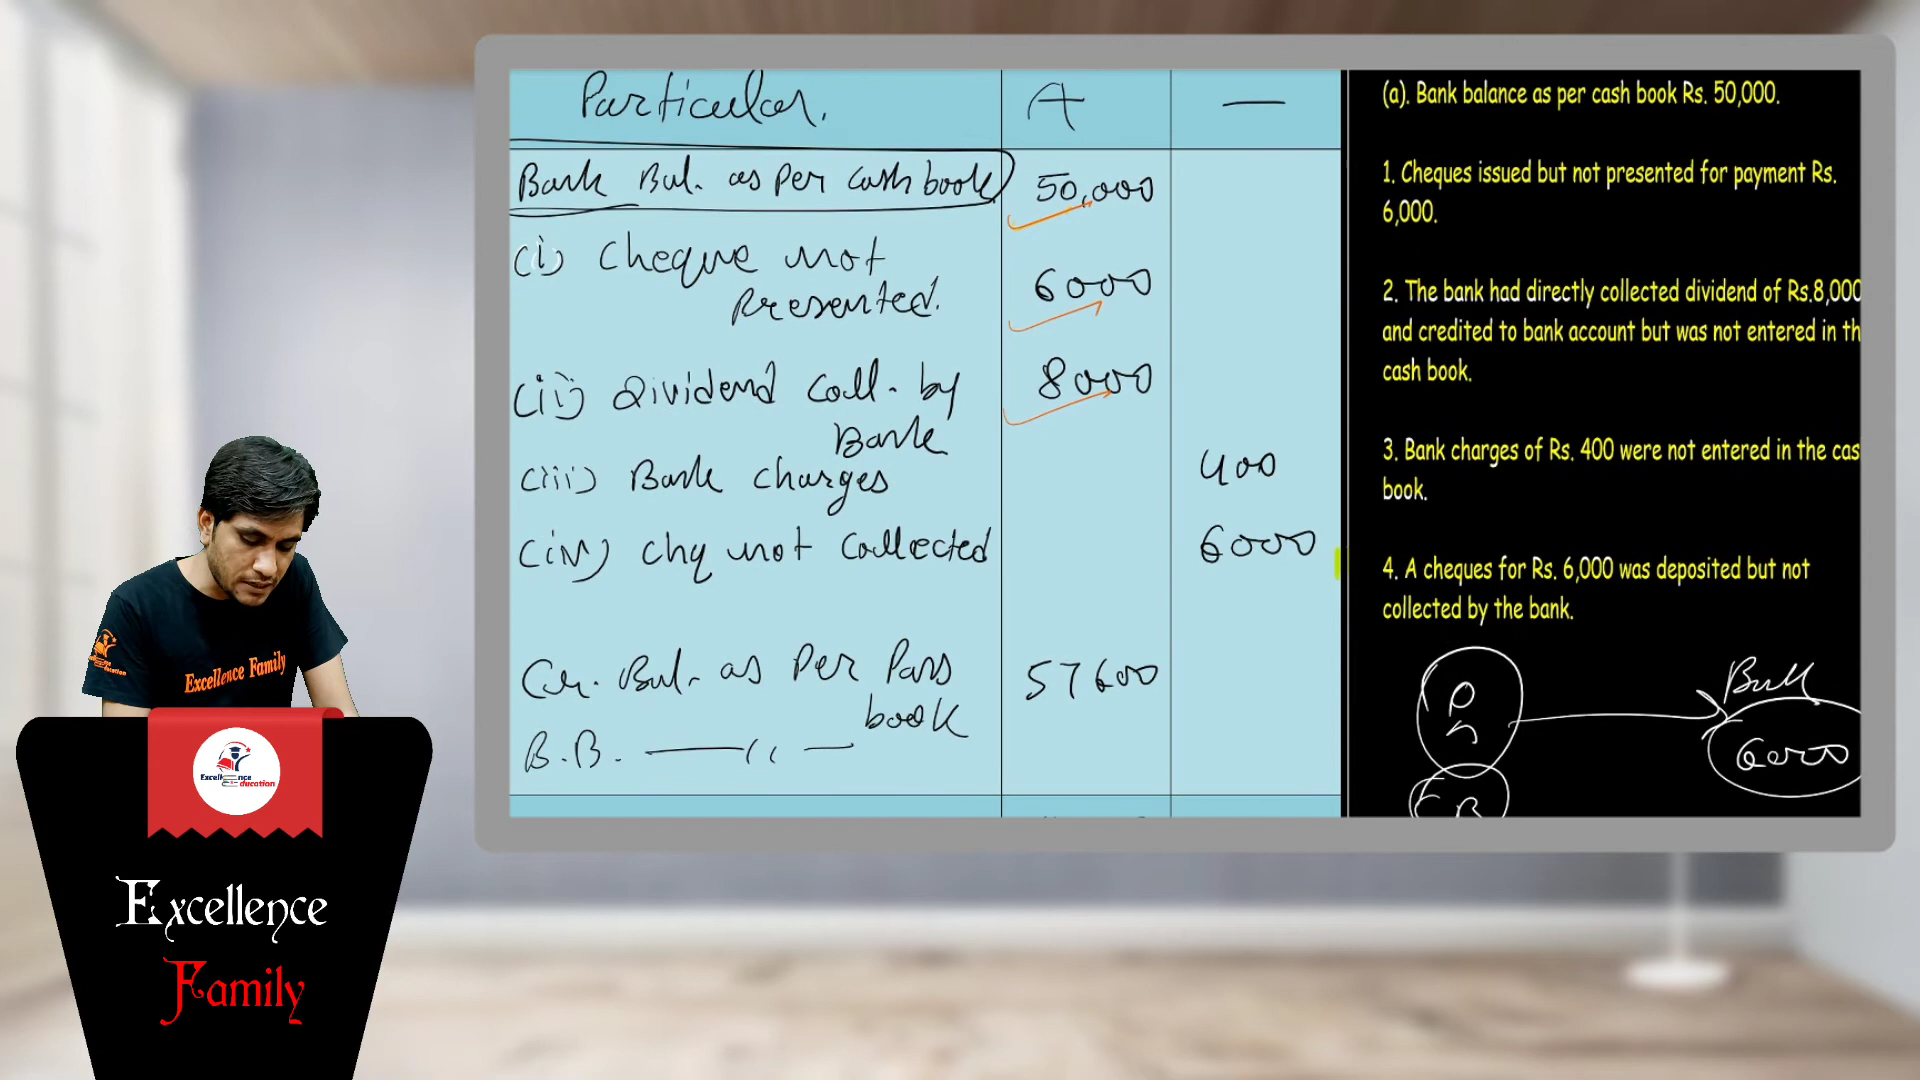 Particular. + —
Bank Bal. as Per Cash book 50,000
(i) Cheque not
Presented. 6000
(ii) Dividend Coll. by 8000
Bank
(iii) Bank charges 400
(iv) Chq not Collected 6000
Cr. Bal. as Per Pass 57600
book
B.B. — " —
(a). Bank balance as per cash book Rs. 50,000.
1. Cheques issued but not presented for payment Rs.
6,000.
2. The bank had directly collected dividend of Rs.8,000
and credited to bank account but was not entered in th
cash book.
3. Bank charges of Rs. 400 were not entered in the cas
book.
4. A cheques for Rs. 6,000 was deposited but not
collected by the bank.
6000
Excellence Family
Excellence
Education
Excellence
Family